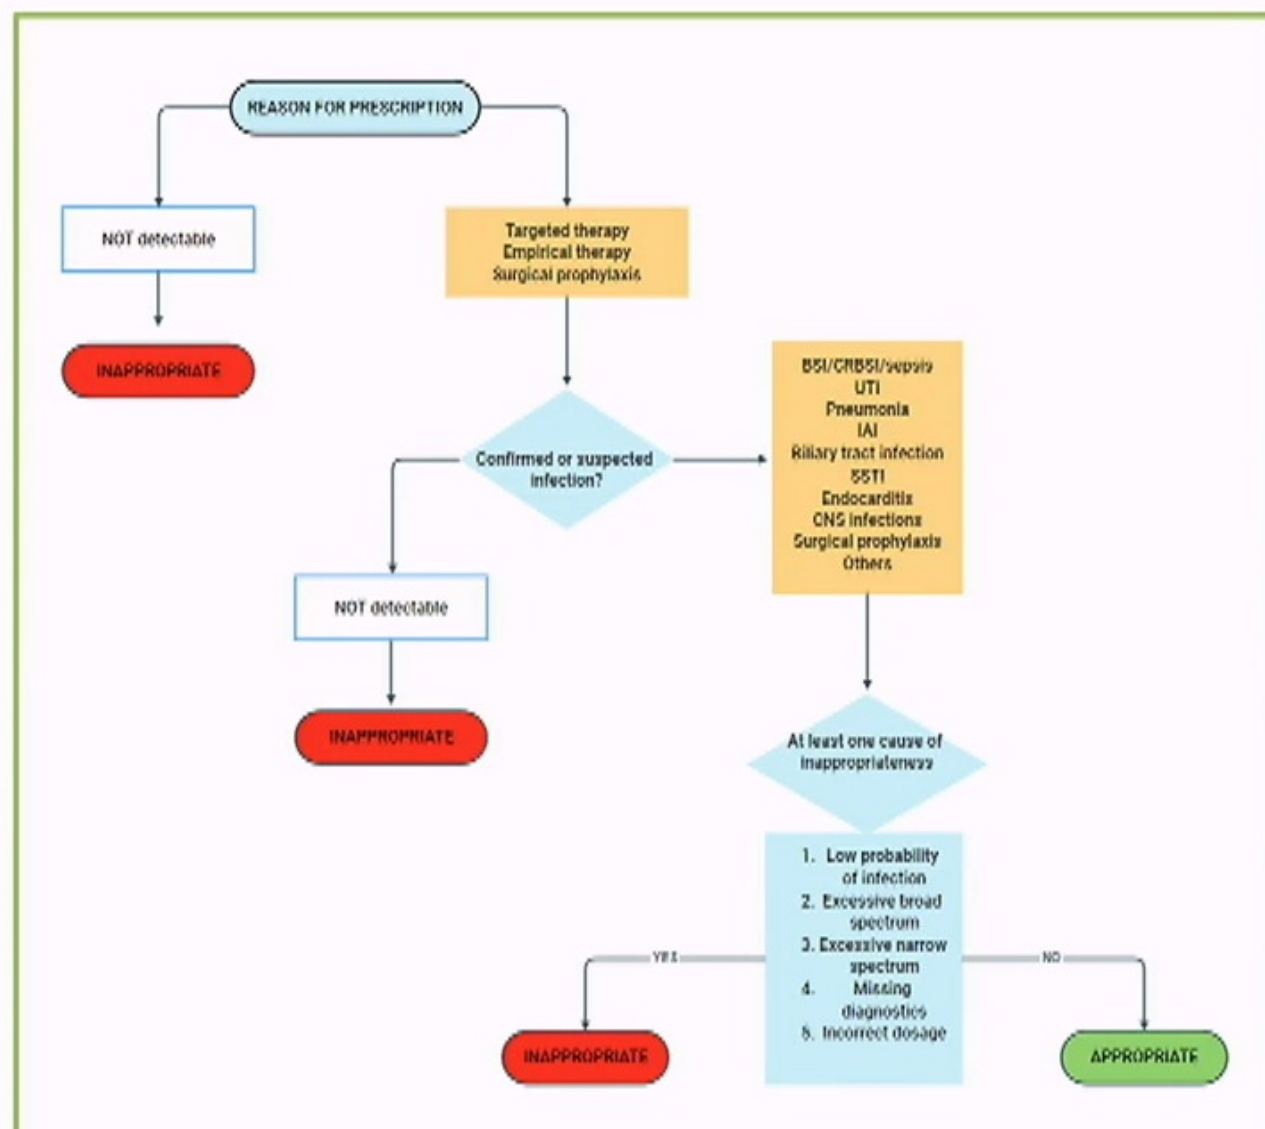 REASON FOR PRESCRIPTION
NOT detectable
INAPPROPRIATE
Targeted therapy
Empirical therapy
Surgical prophylaxis
Confirmed or suspected
infection?
NOT detectable
INAPPROPRIATE
BSI/CRBSI/sepsis
UTI
Pneumonia
IAI
Biliary tract infection
SSTI
Endocarditis
CNS infections
Surgical prophylaxis
Others
At least one cause of
inappropriateness
1. Low probability
of infection
2. Excessive broad
spectrum
3. Excessive narrow
spectrum
4. Missing
diagnostics
5. Incorrect dosage
YES
NO
INAPPROPRIATE
APPROPRIATE